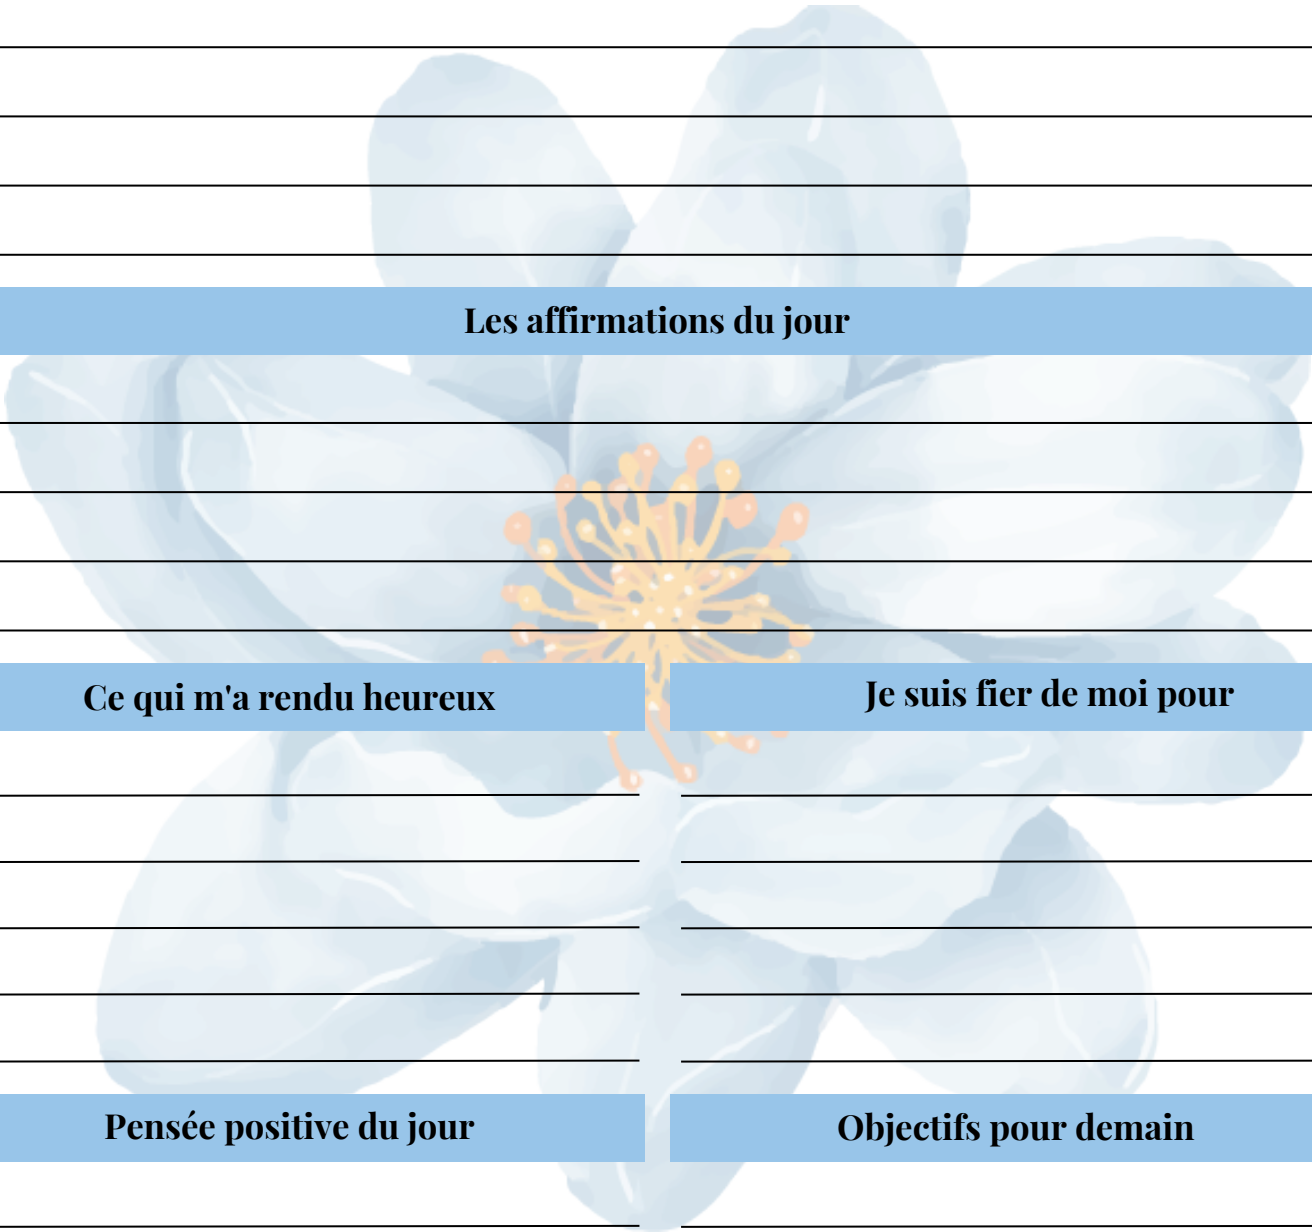 Les affirmations du jour
Ce qui m'a rendu heureux
Je suis fier de moi pour
Pensée positive du jour
Objectifs pour demain